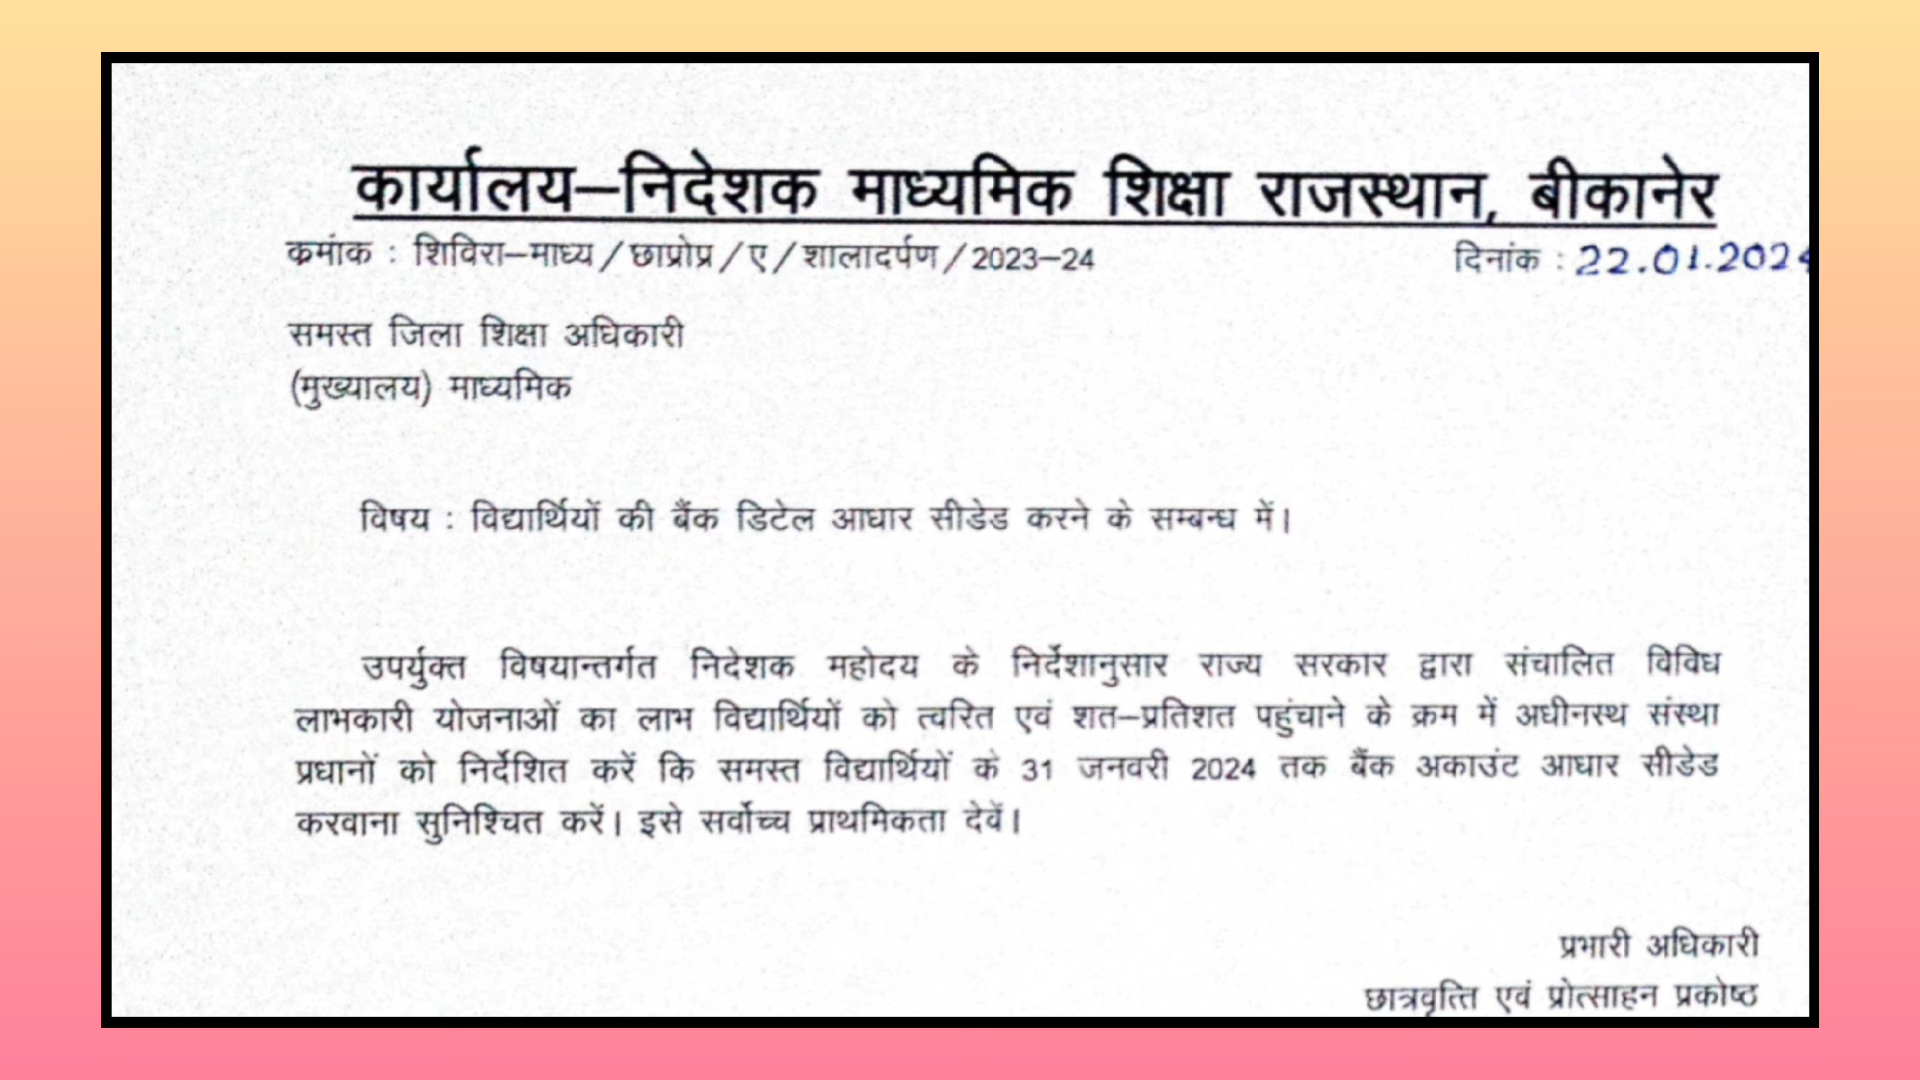 कार्यालय–निदेशक माध्यमिक शिक्षा राजस्थान, बीकानेर
कमांक : शिविरा–माध्य/छाप्रोप्र/ए/शालादर्पण/2023–24 दिनांक : 22.01.2024
समस्त जिला शिक्षा अधिकारी
(मुख्यालय) माध्यमिक
विषय : विद्यार्थियों की बैंक डिटेल आधार सीडेड करने के सम्बन्ध में।
उपर्युक्त विषयान्तर्गत निदेशक महोदय के निर्देशानुसार राज्य सरकार द्वारा संचालित विविध
लाभकारी योजनाओं का लाभ विद्यार्थियों को त्वरित एवं शत–प्रतिशत पहुंचाने के क्रम में अधीनस्थ संस्था
प्रधानों को निर्देशित करें कि समस्त विद्यार्थियों के 31 जनवरी 2024 तक बैंक अकाउंट आधार सीडेड
करवाना सुनिश्चित करें। इसे सर्वोच्च प्राथमिकता देवें।
प्रभारी अधिकारी
छात्रवृत्ति एवं प्रोत्साहन प्रकोष्ठ